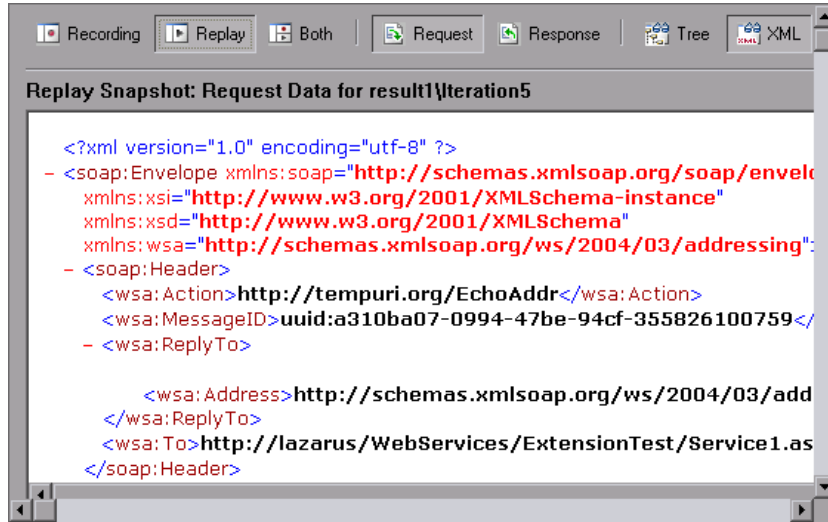 Recording Replay Both Request Response Tree XML
Replay Snapshot: Request Data for result1\Iteration5
<?xml version="1.0" encoding="utf-8" ?>
– <soap:Envelope xmlns:soap="http://schemas.xmlsoap.org/soap/envelo
xmlns:xsi="http://www.w3.org/2001/XMLSchema-instance"
xmlns:xsd="http://www.w3.org/2001/XMLSchema"
xmlns:wsa="http://schemas.xmlsoap.org/ws/2004/03/addressing">
– <soap:Header>
<wsa:Action>http://tempuri.org/EchoAddr</wsa:Action>
<wsa:MessageID>uuid:a310ba07-0994-47be-94cf-355826100759</
– <wsa:ReplyTo>
<wsa:Address>http://schemas.xmlsoap.org/ws/2004/03/add
</wsa:ReplyTo>
<wsa:To>http://lazarus/WebServices/ExtensionTest/Service1.as
</soap:Header>